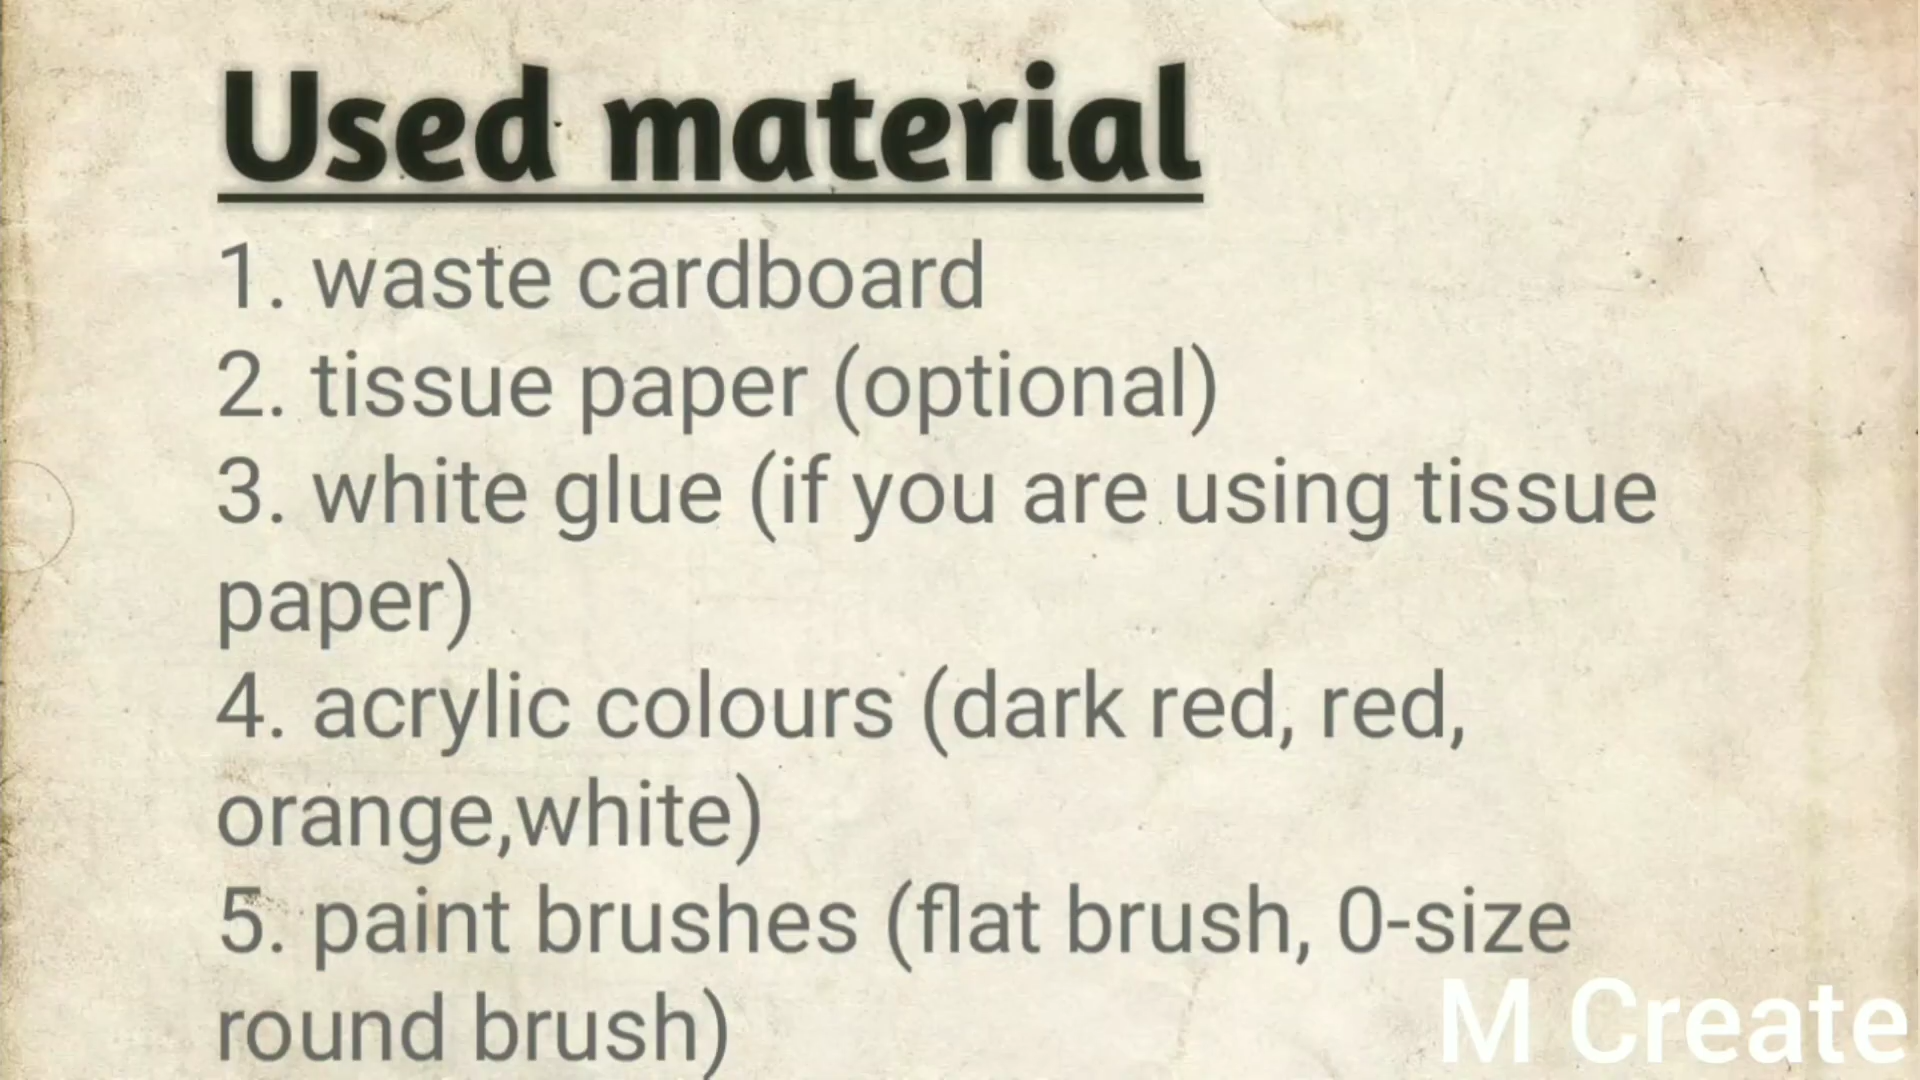 Used material
1. waste cardboard
2. tissue paper (optional)
3. white glue (if you are using tissue
paper)
4. acrylic colours (dark red, red,
orange,white)
5. paint brushes (flat brush, 0-size
round brush)
M Create